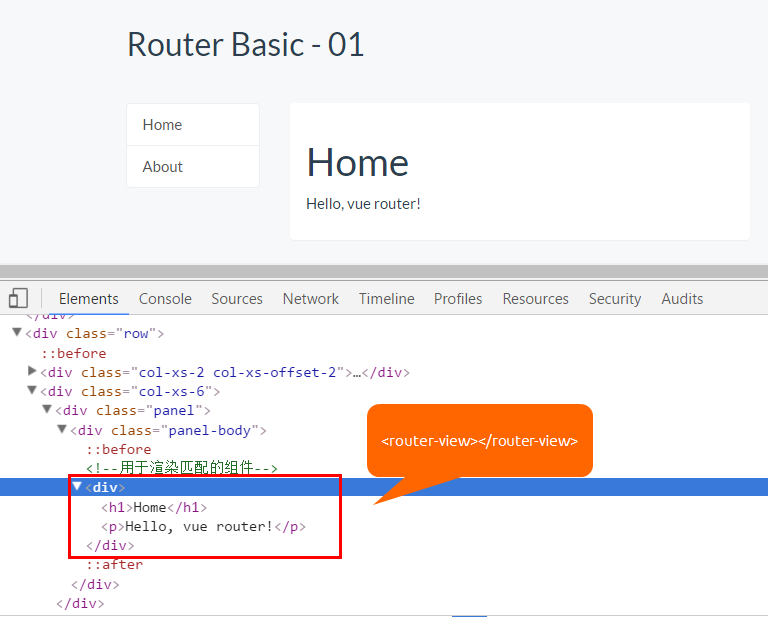 Router Basic - 01
Home
About
Home
Hello, vue router!
Elements Console Sources Network Timeline Profiles Resources Security Audits
</div>
<div class="row">
::before
<div class="col-xs-2 col-xs-offset-2">…</div>
<div class="col-xs-6">
<div class="panel">
<div class="panel-body">
::before
<!--用于渲染匹配的组件-->
<div>
<h1>Home</h1>
<p>Hello, vue router!</p>
</div>
::after
</div>
</div>
<router-view></router-view>